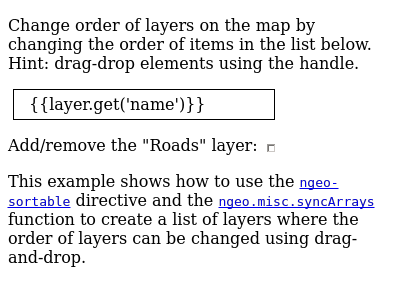 Change order of layers on the map by
changing the order of items in the list below.
Hint: drag-drop elements using the handle.
{{layer.get('name')}}
Add/remove the "Roads" layer:
This example shows how to use the ngeo-
sortable directive and the ngeo.misc.syncArrays
function to create a list of layers where the
order of layers can be changed using drag-
and-drop.